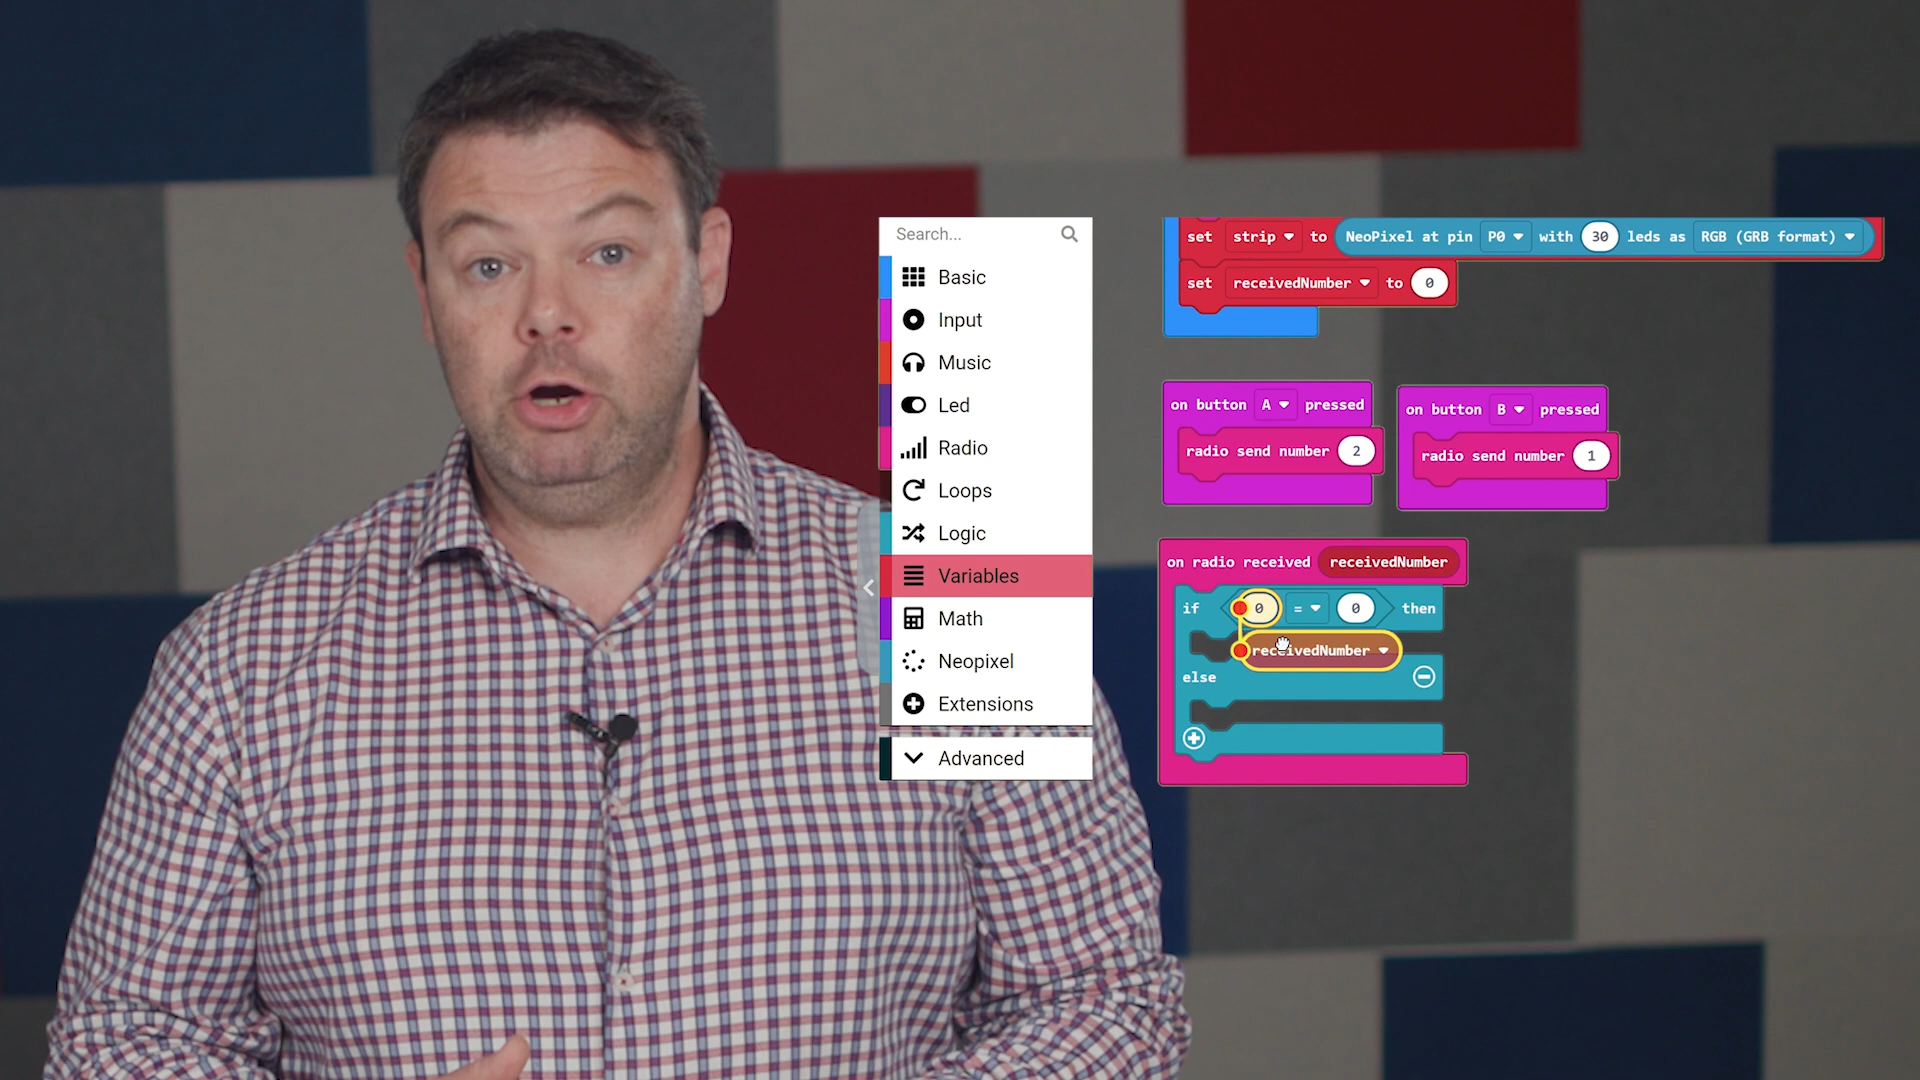 Search...
Basic
Input
Music
Led
Radio
Loops
Logic
Variables
Math
Neopixel
Extensions
Advanced
set strip to NeoPixel at pin P0 with 30 leds as RGB (GRB format)
set receivedNumber to 0
on button A pressed
radio send number 2
on button B pressed
radio send number 1
on radio received receivedNumber
if 0 = 0 then
receivedNumber
else